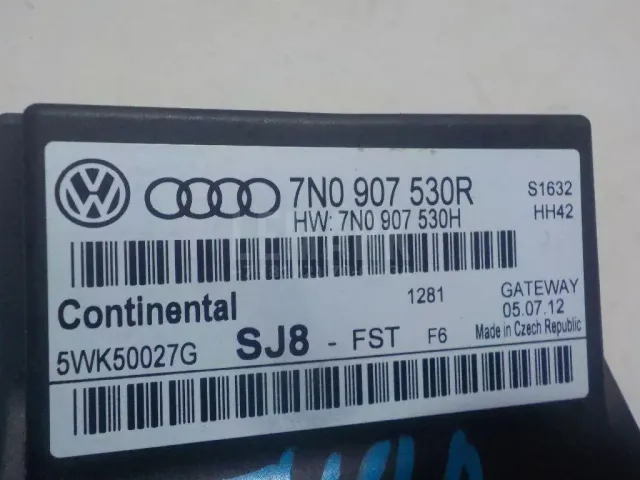 7N0 907 530R
S1632
HW: 7N0 907 530H
HH42
Continental
1281
GATEWAY
05.07.12
5WK50027G
SJ8 - FST F6
Made in Czech Republic